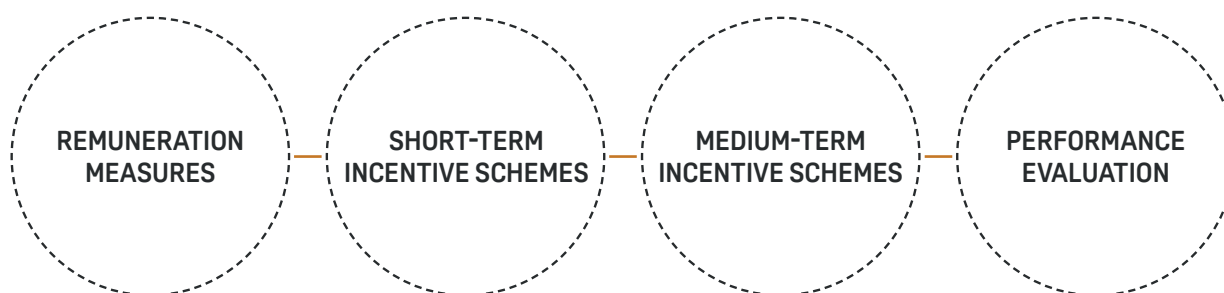 REMUNERATION
MEASURES
SHORT-TERM
INCENTIVE SCHEMES
MEDIUM-TERM
INCENTIVE SCHEMES
PERFORMANCE
EVALUATION